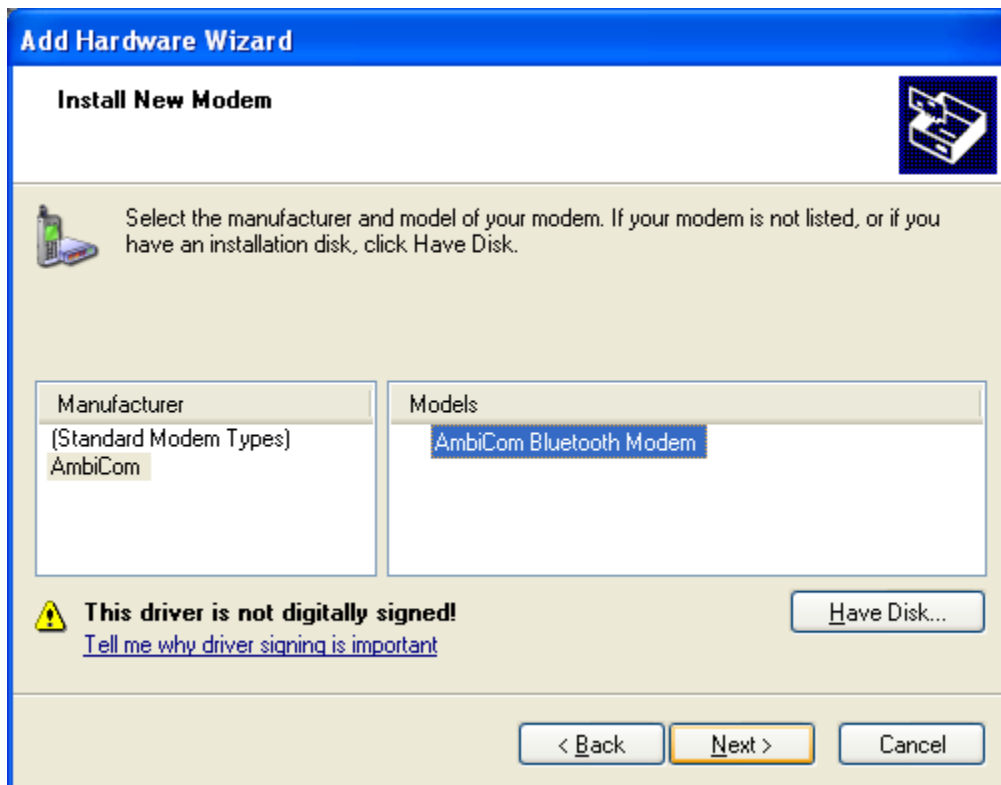 Add Hardware Wizard
Install New Modem
Select the manufacturer and model of your modem. If your modem is not listed, or if you
have an installation disk, click Have Disk.
Manufacturer
(Standard Modem Types)
AmbiCom
Models
AmbiCom Bluetooth Modem
This driver is not digitally signed!
Tell me why driver signing is important
Have Disk...
< Back
Next >
Cancel